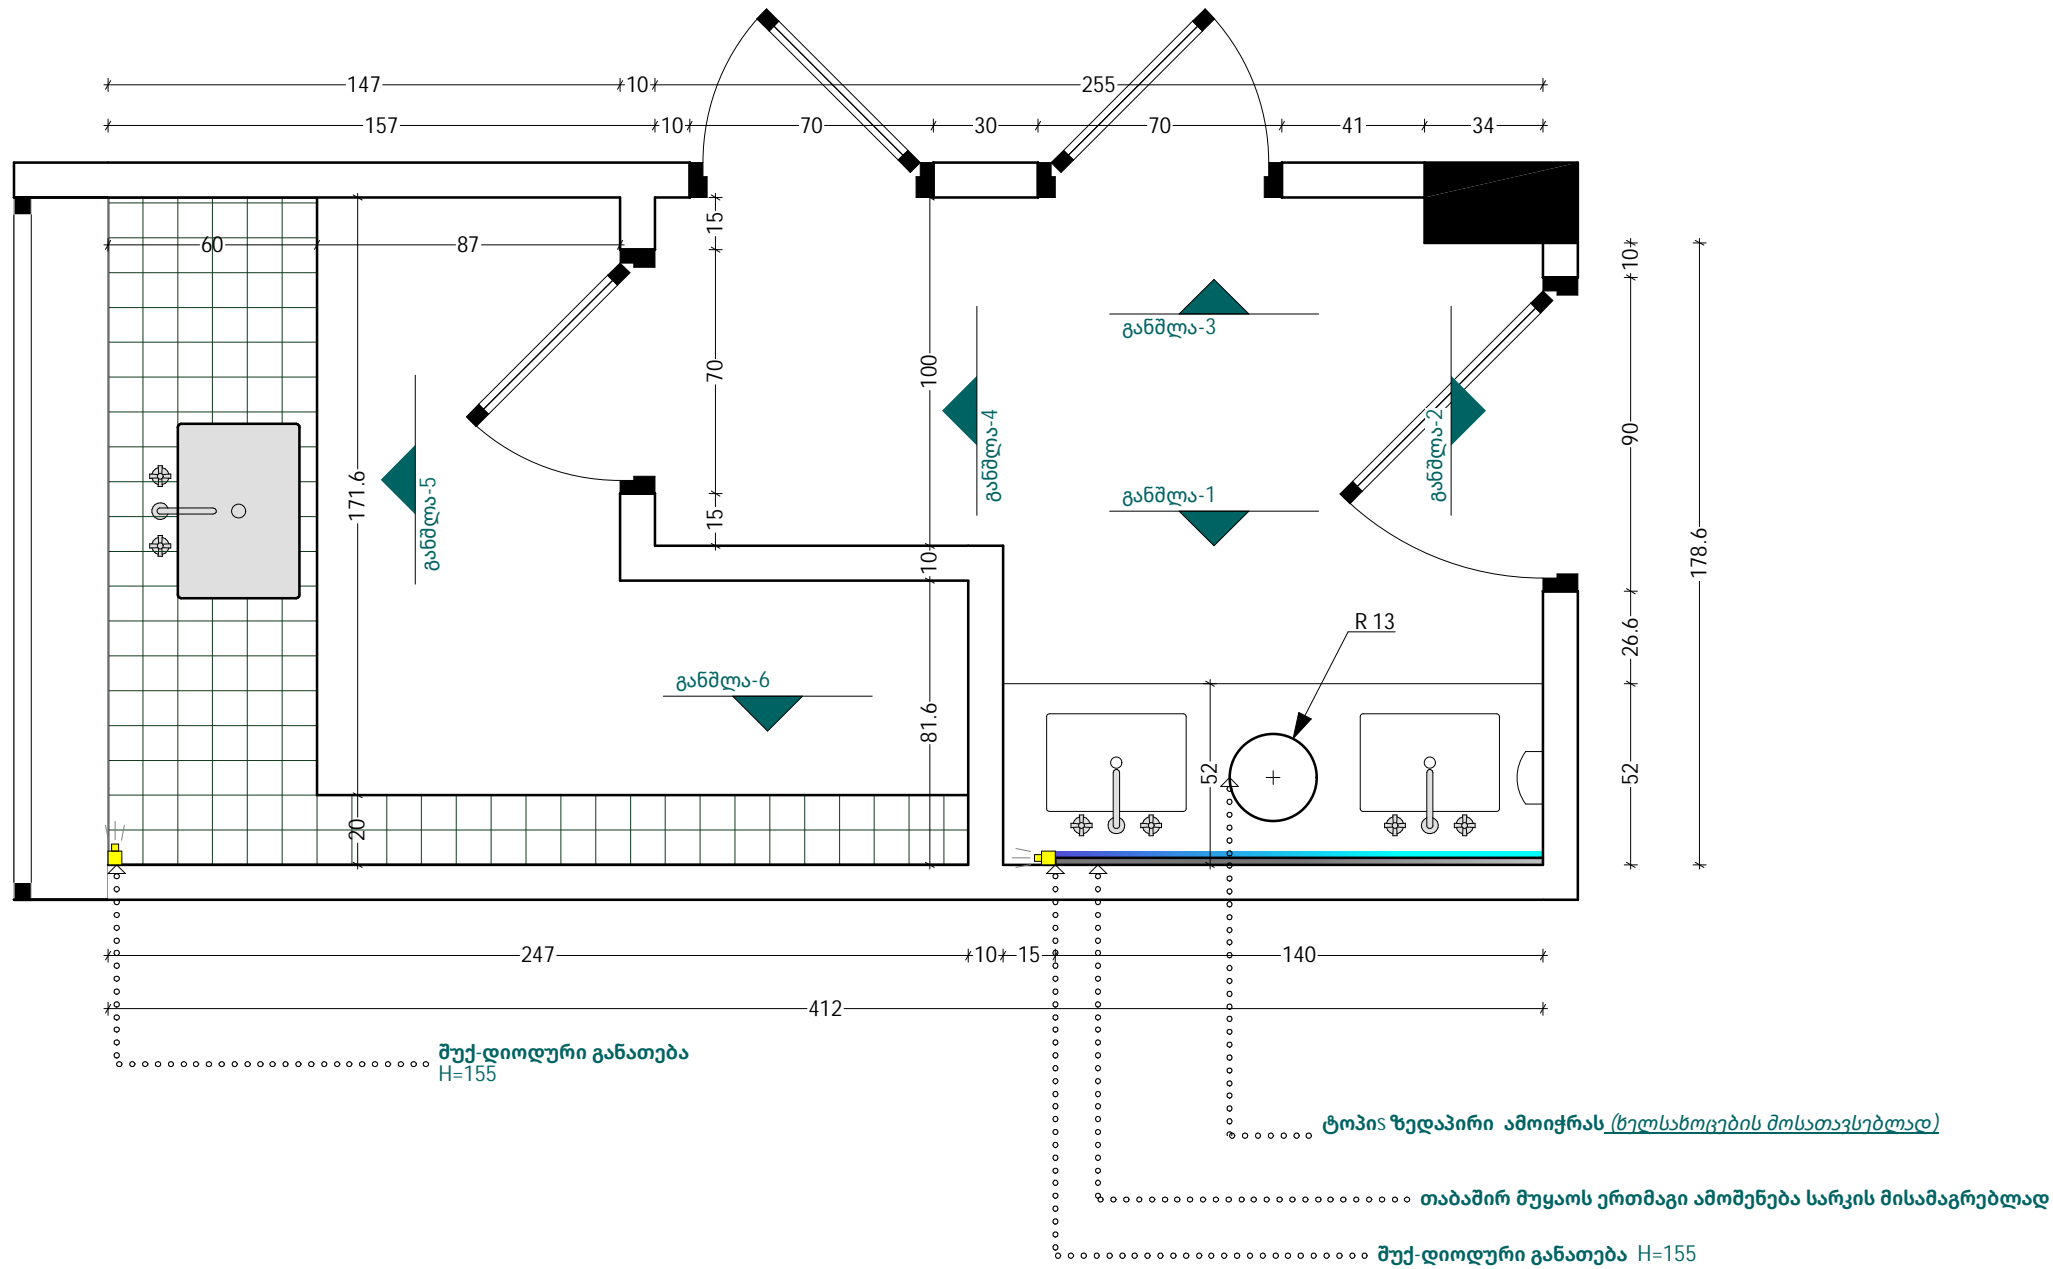 147
10
255
157
10
70
30
70
41
34
60
87
15
70
15
171.6
20
100
10
81.6
10
90
26.6
52
178.6
52
განშლა-3
განშლა-4
განშლა-2
განშლა-1
განშლა-5
განშლა-6
R 13
247
10
15
140
412
შუქ-დიოდური განათება
H=155
ტოპიs ზედაპირი ამოიჭრას (ხელსახოცების მოსათავსებლად)
თაბაშირ მუყაოს ერთმაგი ამოშენება სარკის მისამაგრებლად
შუქ-დიოდური განათება H=155